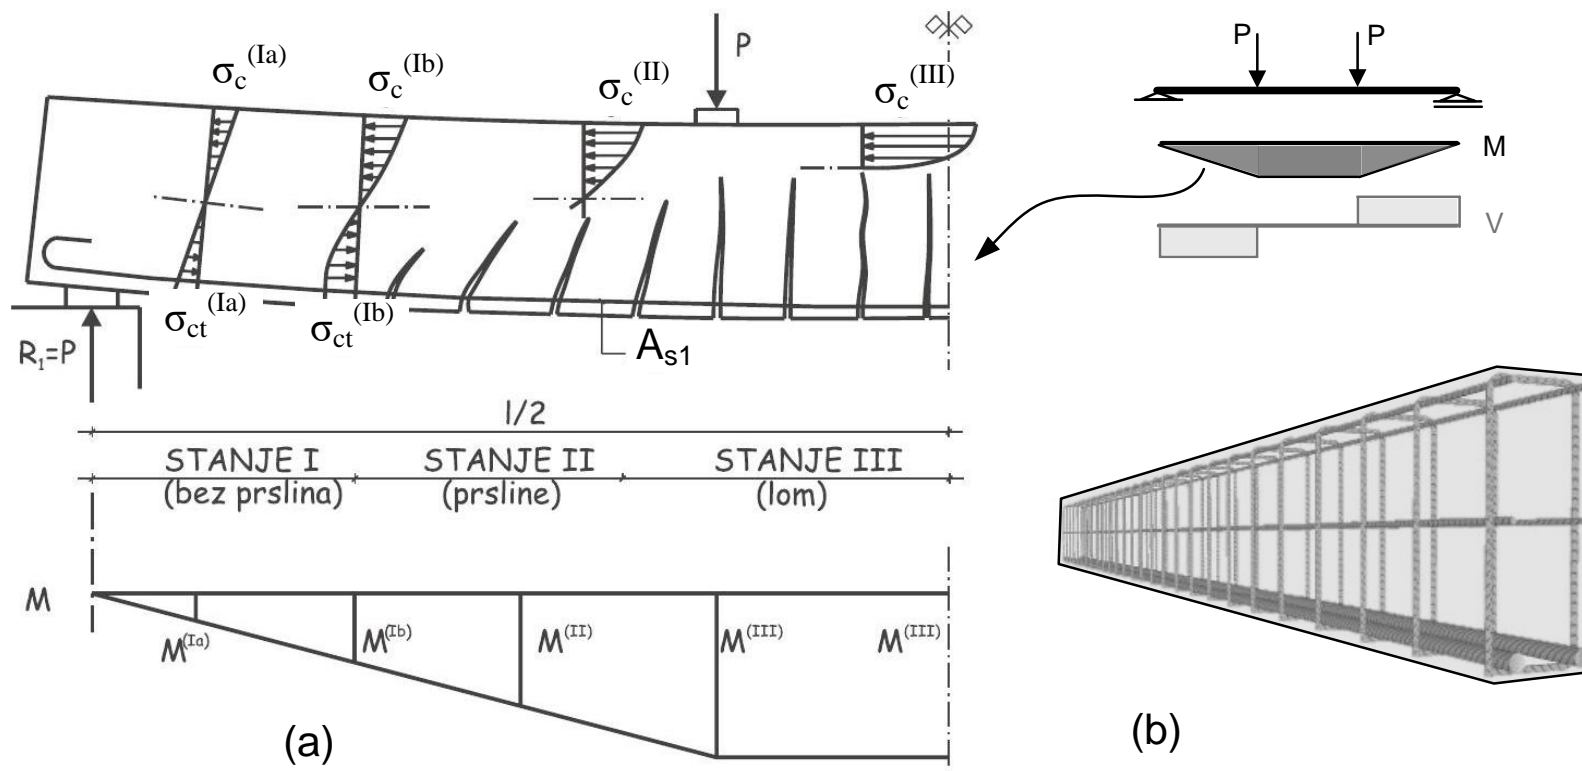 σc(Ia)
σc(Ib)
σc(II)
P
σc(III)
σct(Ia)
σct(Ib)
As1
R1=P
l/2
STANJE I
(bez prslina)
STANJE II
(prsline)
STANJE III
(lom)
M
M(Ia)
M(Ib)
M(II)
M(III)
M(III)
(a)
P P
M
V
(b)